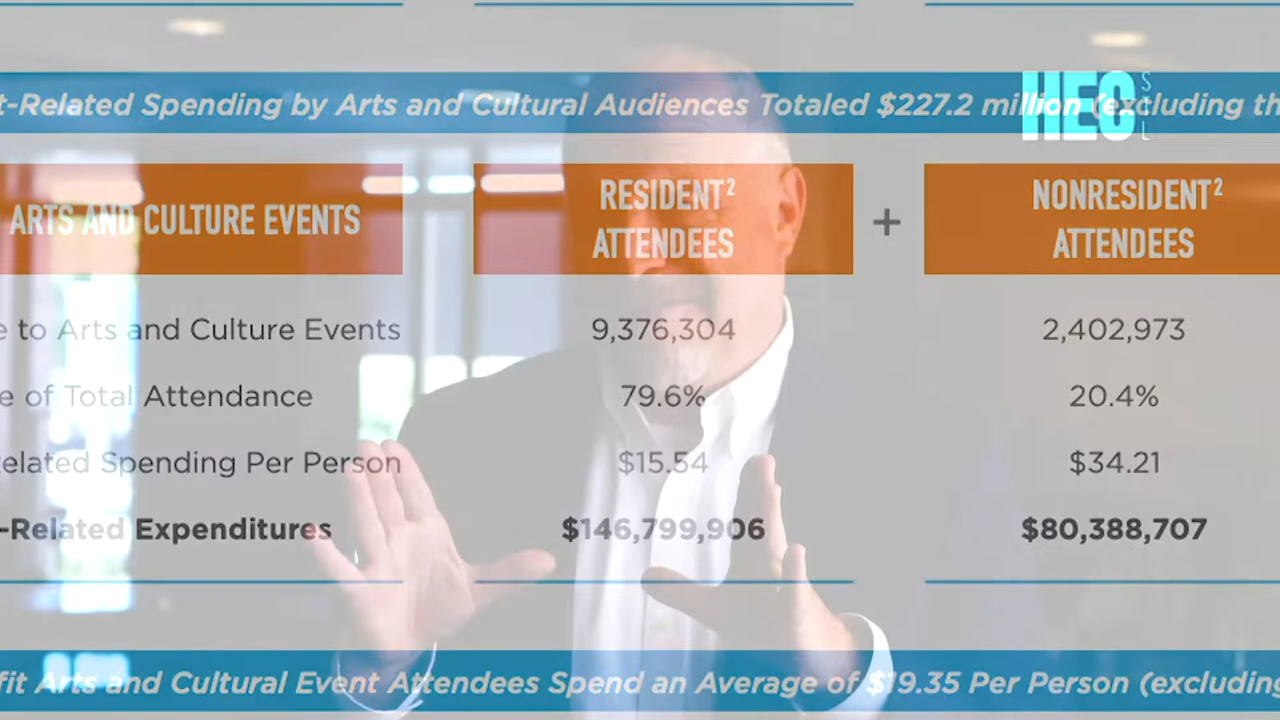 t-Related Spending by Arts and Cultural Audiences Totaled $227.2 million (excluding th
HEC
STL
ARTS AND CULTURE EVENTS
RESIDENT²
ATTENDEES
+
NONRESIDENT²
ATTENDEES
e to Arts and Culture Events 9,376,304 2,402,973
e of Total Attendance 79.6% 20.4%
elated Spending Per Person $15.54 $34.21
-Related Expenditures $146,799,906 $80,388,707
fit Arts and Cultural Event Attendees Spend an Average of $19.35 Per Person (excluding